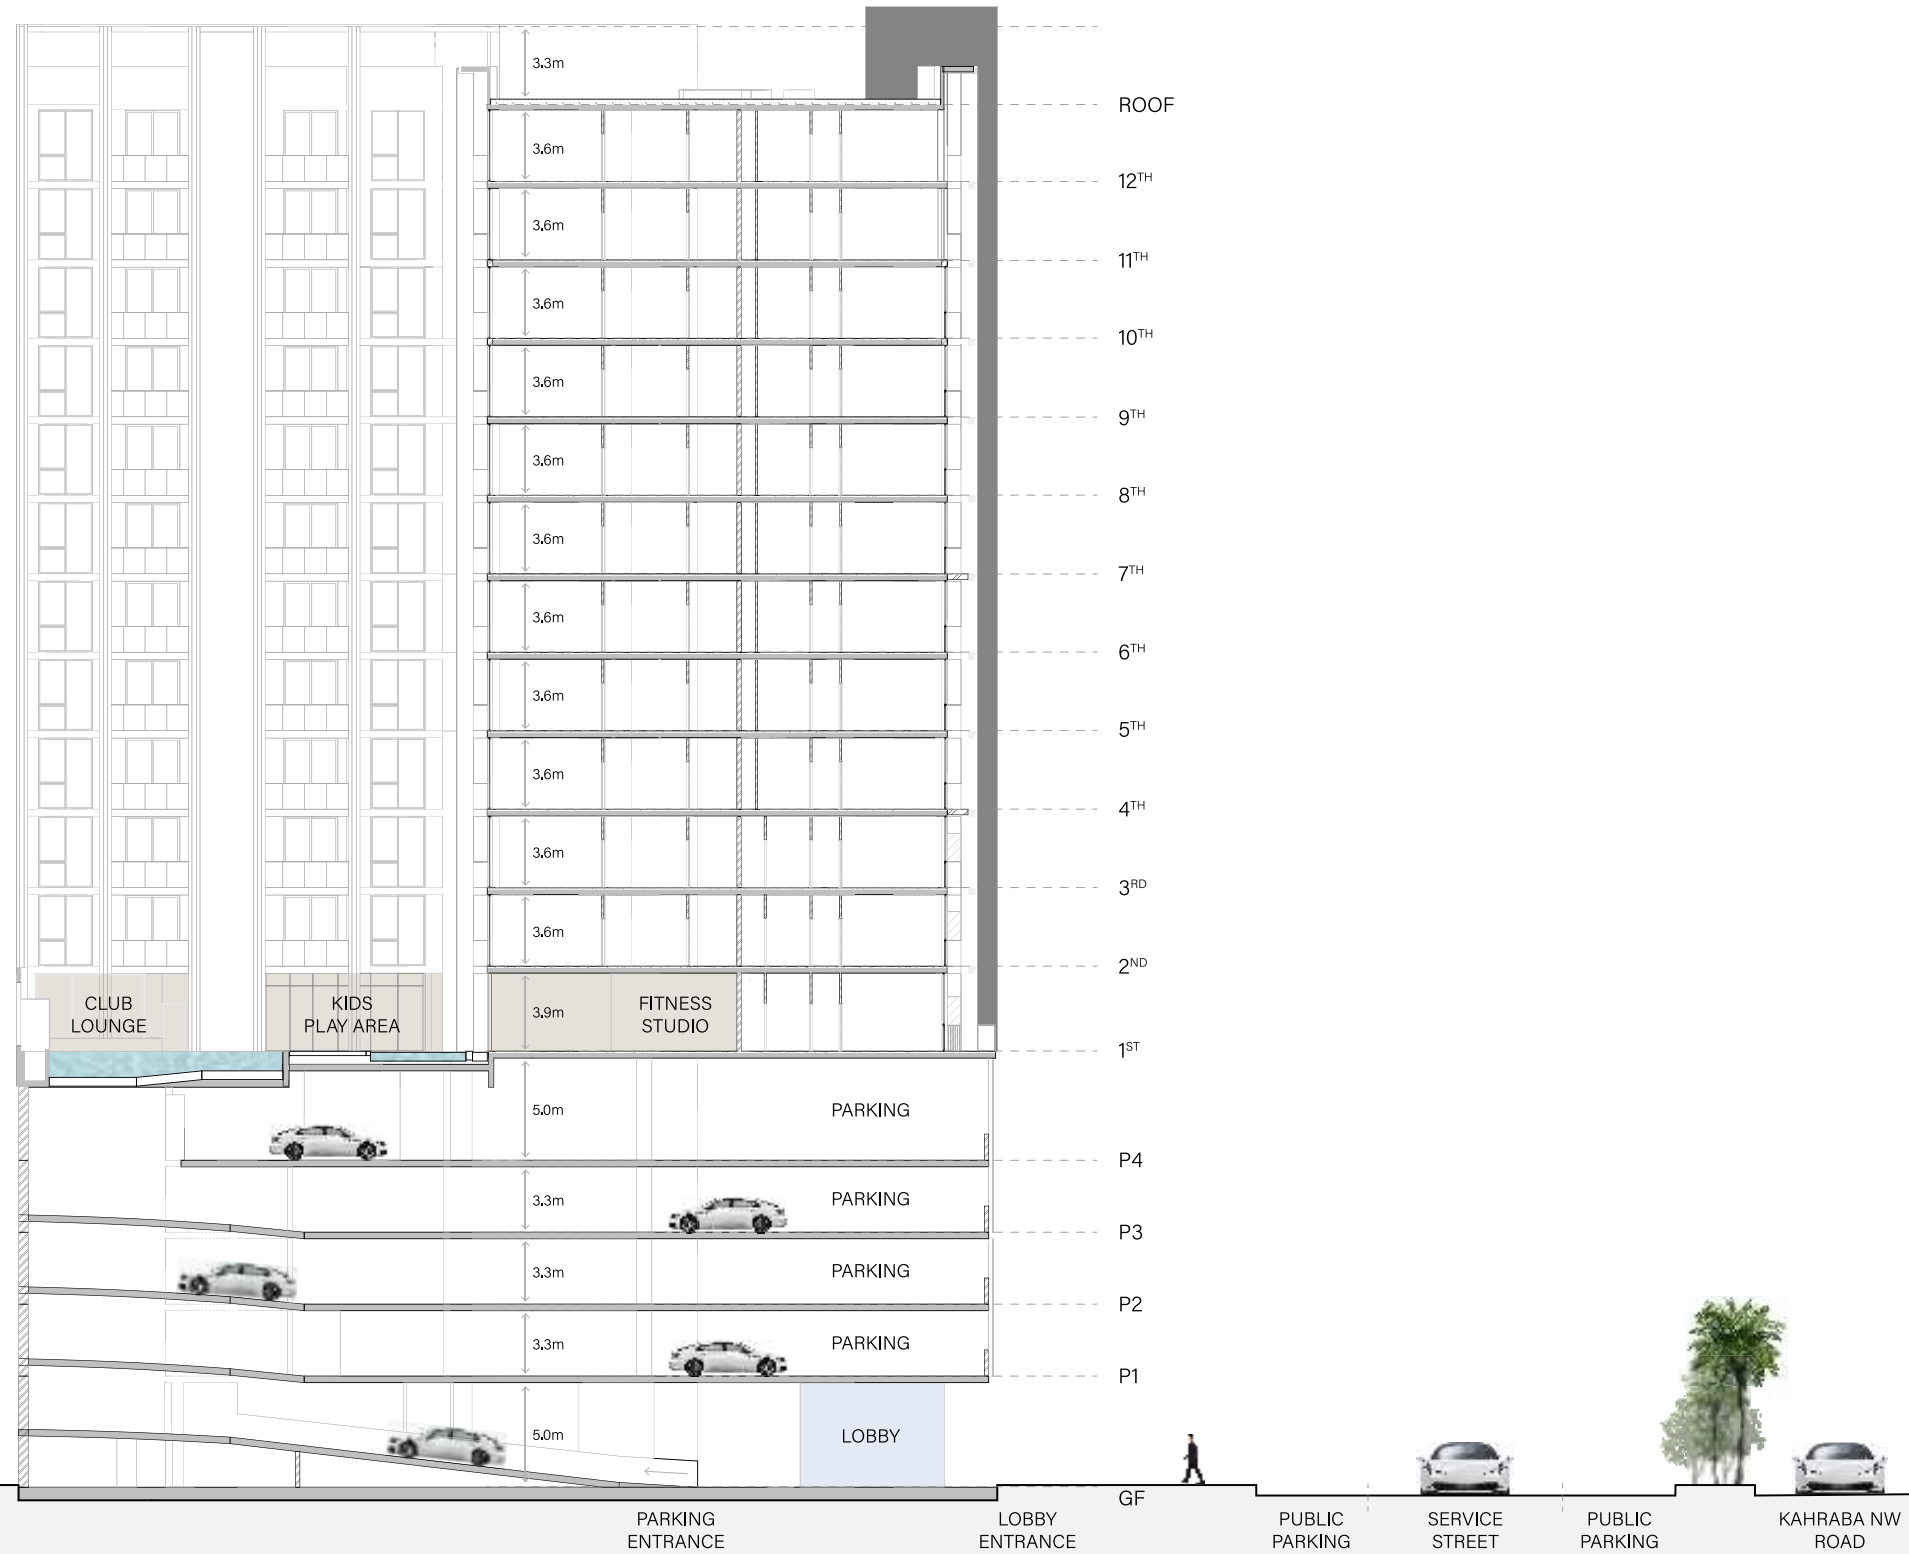 3.3m
ROOF
3.6m
12TH
3.6m
11TH
3.6m
10TH
3.6m
9TH
3.6m
8TH
3.6m
7TH
3.6m
6TH
3.6m
5TH
3.6m
4TH
3.6m
3RD
3.6m
2ND
CLUB
LOUNGE
KIDS
PLAY AREA
3.9m
FITNESS
STUDIO
1ST
5.0m
PARKING
P4
3.3m
PARKING
P3
3.3m
PARKING
P2
3.3m
PARKING
P1
5.0m
LOBBY
GF
PARKING
ENTRANCE
LOBBY
ENTRANCE
PUBLIC
PARKING
SERVICE
STREET
PUBLIC
PARKING
KAHRABA NW
ROAD